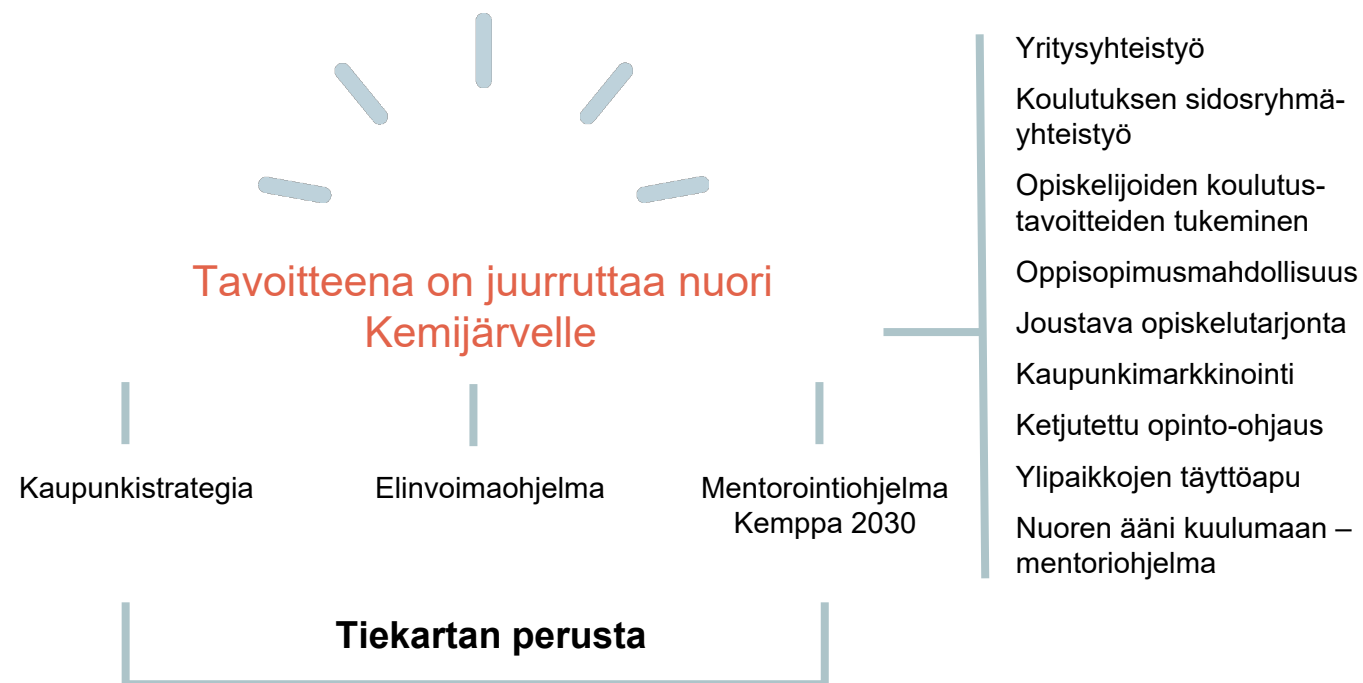 Tavoitteena on juurruttaa nuori
Kemijärvelle
Kaupunkistrategia
Elinvoimaohjelma
Mentorointiohjelma
Kemppa 2030
Tiekartan perusta
Yritysyhteistyö
Koulutuksen sidosryhmä-
yhteistyö
Opiskelijoiden koulutus-
tavoitteiden tukeminen
Oppisopimusmahdollisuus
Joustava opiskelutarjonta
Kaupunkimarkkinointi
Ketjutettu opinto-ohjaus
Ylipaikkojen täyttöapu
Nuoren ääni kuulumaan –
mentoriohjelma